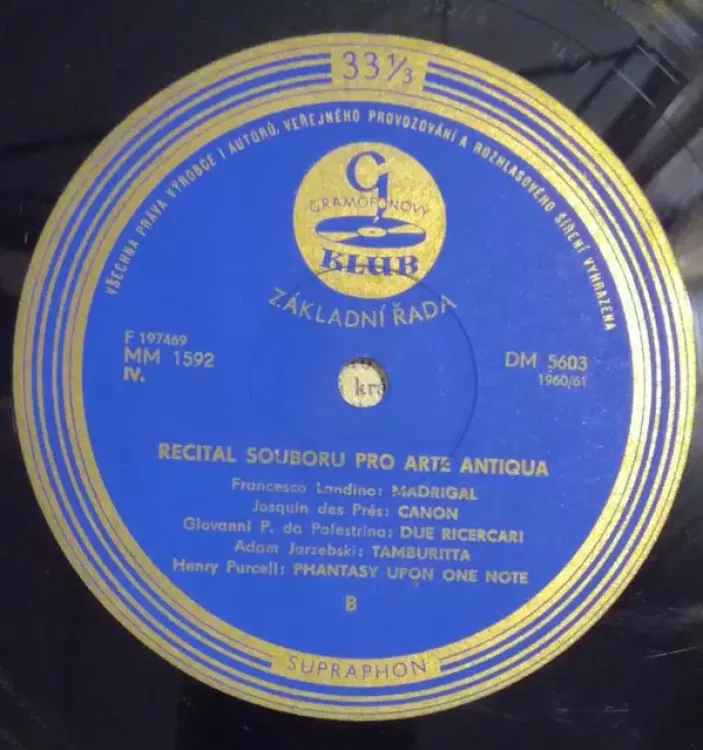 33 1/3
VŠECHNA PRÁVA VÝROBCE I AUTORŮ, VEŘEJNÉHO PROVOZOVÁNÍ A ROZHLASOVÉHO ŠÍŘENÍ VYHRAZENA
G
GRAMOFONOVÝ
KLUB
ZÁKLADNÍ ŘADA
F 197469
MM 1592
IV.
DM 5603
1960/61
RECITAL SOUBORU PRO ARTE ANTIQUA
Francesco Landino: MADRIGAL
Josquin des Prés: CANON
Giovanni P. da Palestrina: DUE RICERCARI
Adam Jarzebski: TAMBURITTA
Henry Purcell: PHANTASY UPON ONE NOTE
B
SUPRAPHON